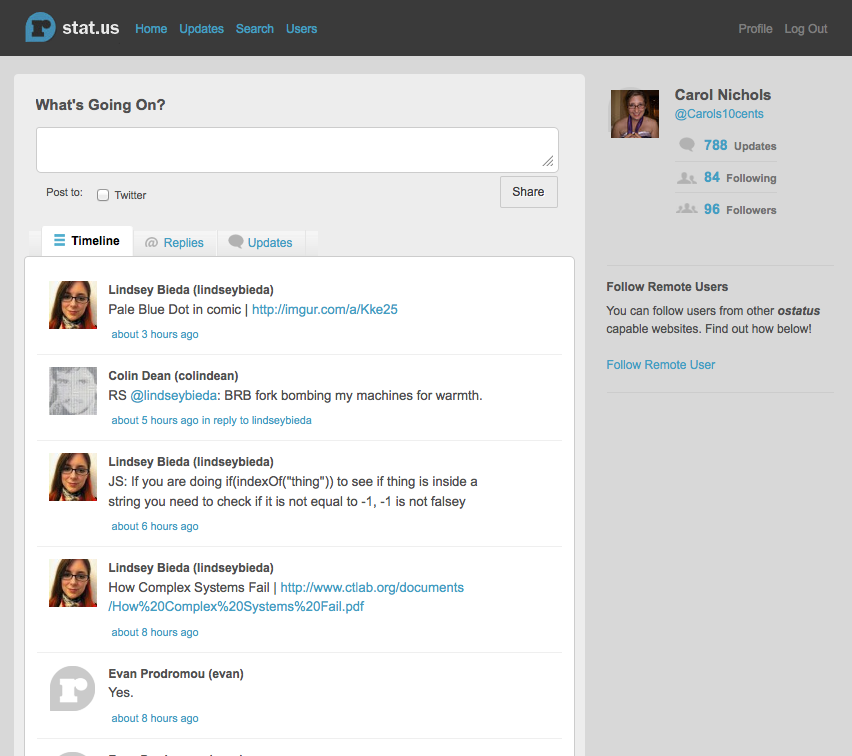 stat.us Home Updates Search Users Profile Log Out
What's Going On?
Post to: Twitter Share
Timeline @ Replies Updates
Lindsey Bieda (lindseybieda)
Pale Blue Dot in comic | http://imgur.com/a/Kke25
about 3 hours ago
Colin Dean (colindean)
RS @lindseybieda: BRB fork bombing my machines for warmth.
about 5 hours ago in reply to lindseybieda
Lindsey Bieda (lindseybieda)
JS: If you are doing if(indexOf("thing")) to see if thing is inside a
string you need to check if it is not equal to -1, -1 is not falsey
about 6 hours ago
Lindsey Bieda (lindseybieda)
How Complex Systems Fail | http://www.ctlab.org/documents
/How%20Complex%20Systems%20Fail.pdf
about 8 hours ago
Evan Prodromou (evan)
Yes.
about 8 hours ago
Carol Nichols
@Carols10cents
788 Updates
84 Following
96 Followers
Follow Remote Users
You can follow users from other ostatus
capable websites. Find out how below!
Follow Remote User